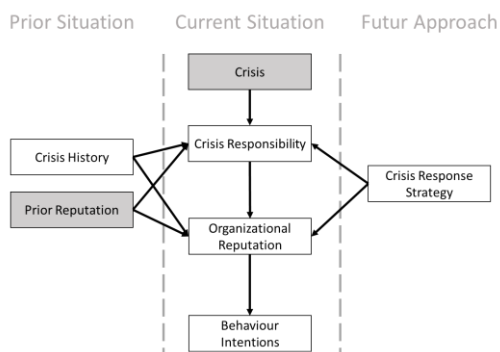 Prior Situation
Current Situation
Futur Approach
Crisis
Crisis History
Crisis Responsibility
Crisis Response
Strategy
Prior Reputation
Organizational
Reputation
Behaviour
Intentions